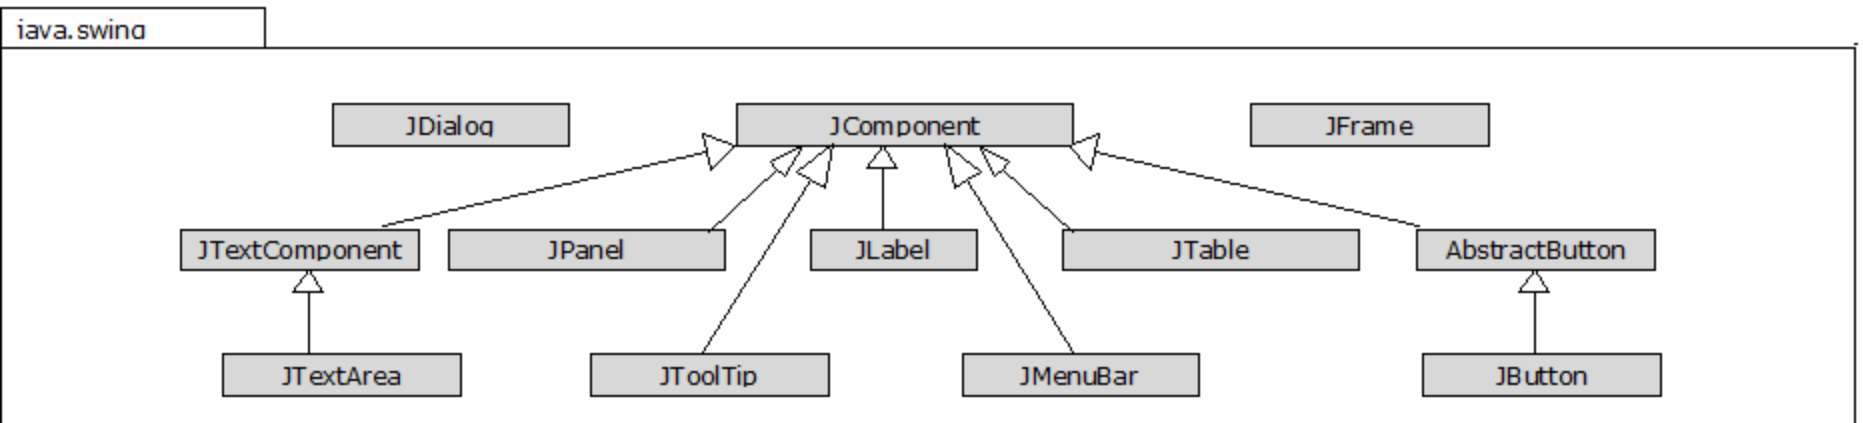 java.swing
JDialog JComponent JFrame
JTextComponent JPanel JLabel JTable AbstractButton
JTextArea JToolTip JMenuBar JButton